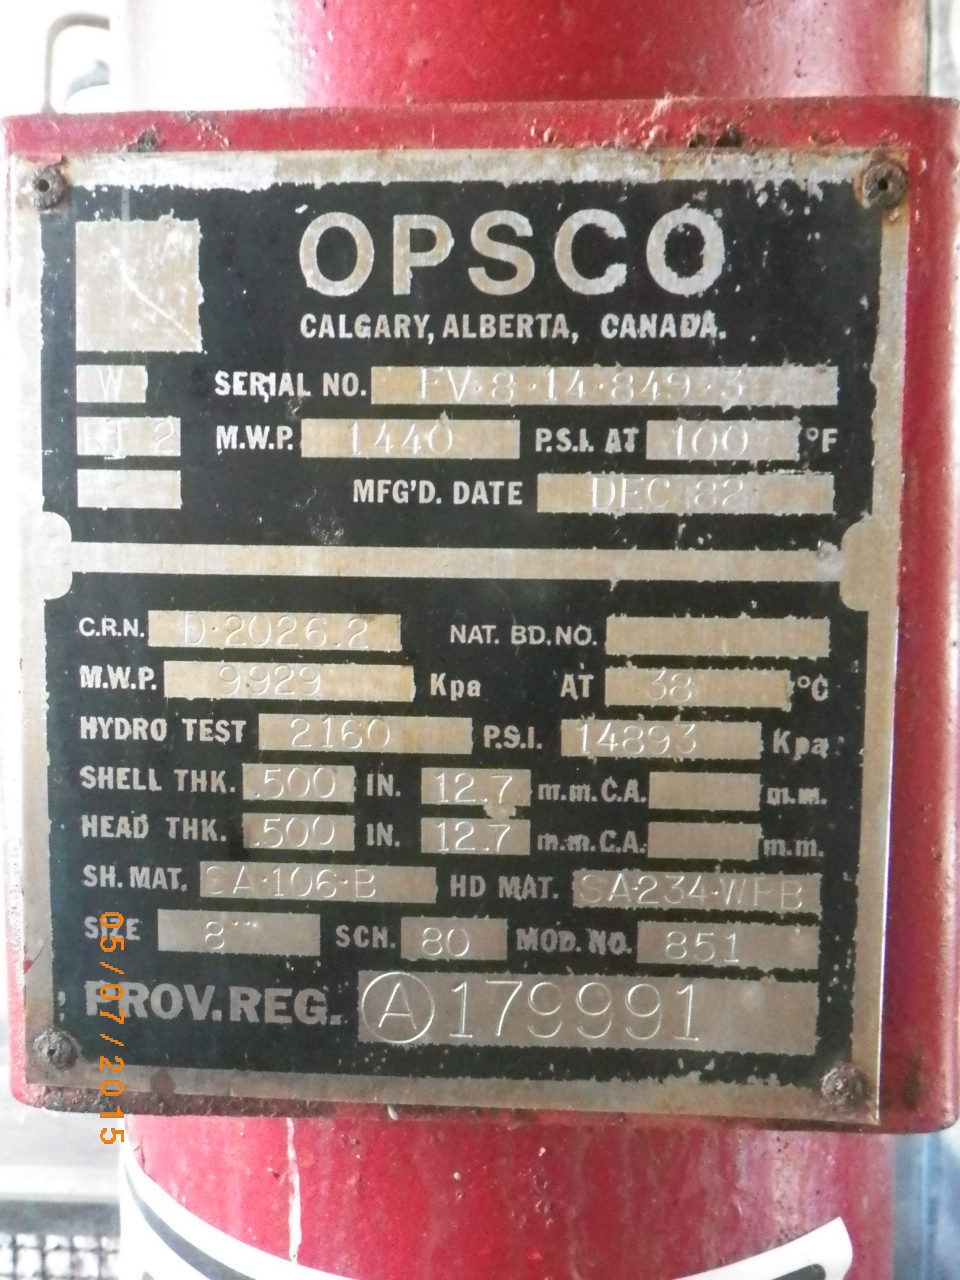 OPSCO
CALGARY, ALBERTA, CANADA.
W SERIAL NO. FV·8·14·849·3
RT 2 M.W.P. 1440 P.S.I. AT 100 °F
MFG'D. DATE DEC 82
C.R.N. D·2026.2 NAT. BD. NO.
M.W.P. 9929 Kpa AT 38 °C
HYDRO TEST 2160 P.S.I. 14893 Kpa
SHELL THK. .500 IN. 12.7 m.m. C.A. m.m.
HEAD THK. .500 IN. 12.7 m.m. C.A. m.m.
SH. MAT. SA·106·B HD MAT. SA234·WPB
SIZE 8" SCH. 80 MOD. NO. 851
PROV. REG. A 179991
05/07/2015